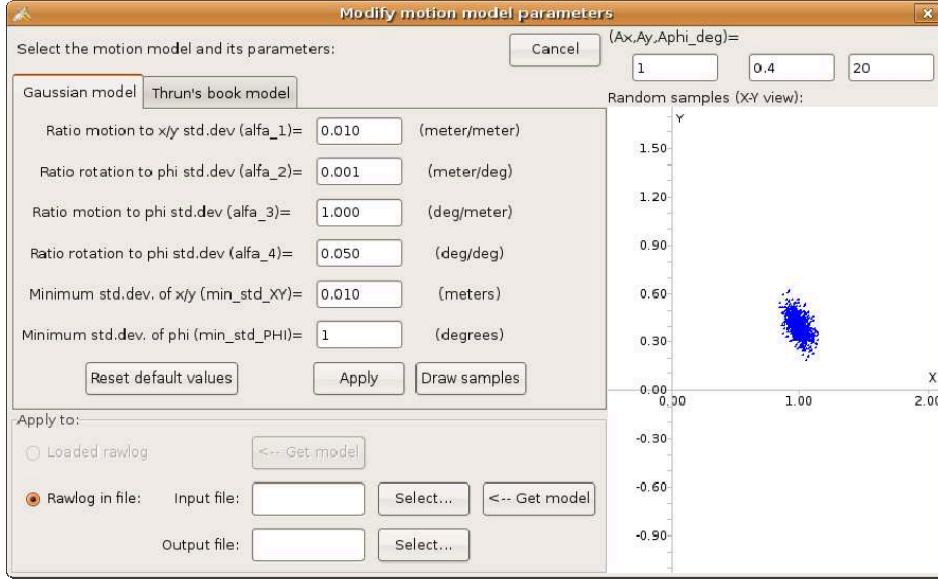 Modify motion model parameters
Select the motion model and its parameters:
Cancel
Gaussian model
Thrun's book model
Ratio motion to x/y std.dev (alfa_1)= 0.010 (meter/meter)
Ratio rotation to phi std.dev (alfa_2)= 0.001 (meter/deg)
Ratio motion to phi std.dev (alfa_3)= 1.000 (deg/meter)
Ratio rotation to phi std.dev (alfa_4)= 0.050 (deg/deg)
Minimum std.dev. of x/y (min_std_XY)= 0.010 (meters)
Minimum std.dev. of phi (min_std_PHI)= 1 (degrees)
Reset default values
Apply
Draw samples
Apply to:
Loaded rawlog
<-- Get model
Rawlog in file:
Input file:
Select...
<-- Get model
Output file:
Select...
(Ax,Ay,Aphi_deg)=
1
0.4
20
Random samples (X-Y view):
Y
1.50
1.20
0.90
0.60
0.30
0.00
X
0.00 1.00 2.00
-0.30
-0.60
-0.90